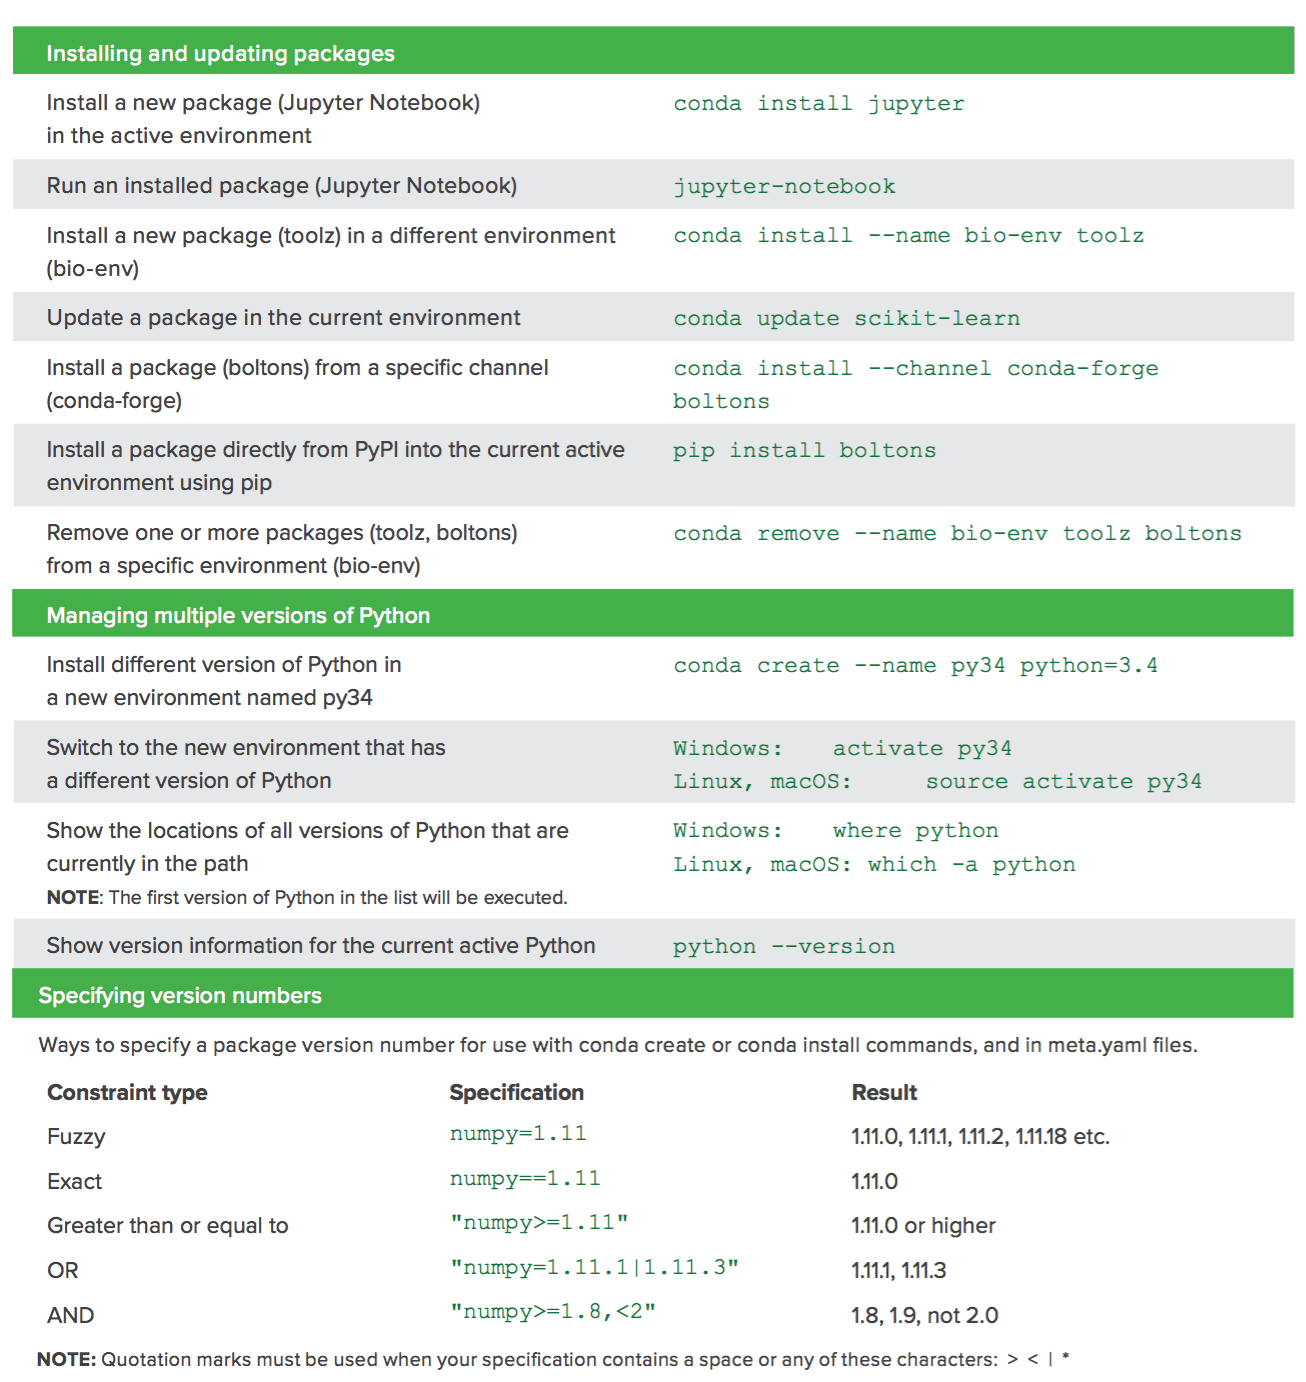 Installing and updating packages
Install a new package (Jupyter Notebook)
in the active environment
conda install jupyter
Run an installed package (Jupyter Notebook)
jupyter-notebook
Install a new package (toolz) in a different environment
(bio-env)
conda install --name bio-env toolz
Update a package in the current environment
conda update scikit-learn
Install a package (boltons) from a specific channel
(conda-forge)
conda install --channel conda-forge
boltons
Install a package directly from PyPI into the current active
environment using pip
pip install boltons
Remove one or more packages (toolz, boltons)
from a specific environment (bio-env)
conda remove --name bio-env toolz boltons
Managing multiple versions of Python
Install different version of Python in
a new environment named py34
conda create --name py34 python=3.4
Switch to the new environment that has
a different version of Python
Windows: activate py34
Linux, macOS: source activate py34
Show the locations of all versions of Python that are
currently in the path
NOTE: The first version of Python in the list will be executed.
Windows: where python
Linux, macOS: which -a python
Show version information for the current active Python
python --version
Specifying version numbers
Ways to specify a package version number for use with conda create or conda install commands, and in meta.yaml files.
Constraint type Specification Result
Fuzzy numpy=1.11 1.11.0, 1.11.1, 1.11.2, 1.11.18 etc.
Exact numpy==1.11 1.11.0
Greater than or equal to "numpy>=1.11" 1.11.0 or higher
OR "numpy=1.11.1|1.11.3" 1.11.1, 1.11.3
AND "numpy>=1.8,<2" 1.8, 1.9, not 2.0
NOTE: Quotation marks must be used when your specification contains a space or any of these characters: > < | *